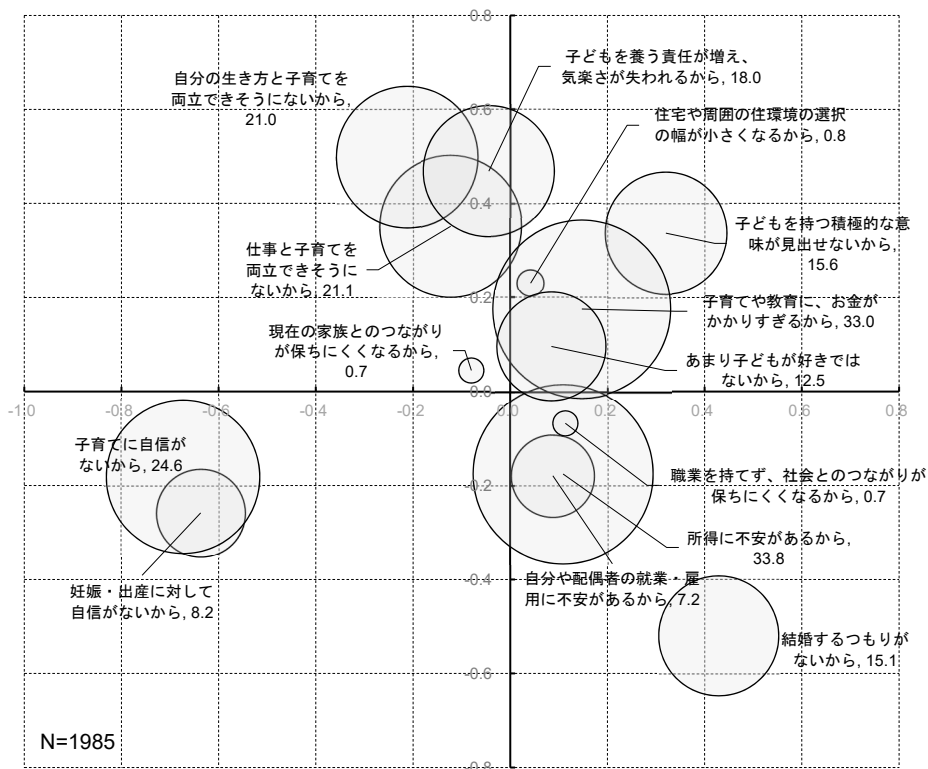 0.8
子どもを養う責任が増え、
気楽さが失われるから, 18.0
自分の生き方と子育てを
両立できそうにないから,
21.0
0.6
住宅や周囲の住環境の選択
の幅が小さくなるから, 0.8
0.4
子どもを持つ積極的な意
味が見出せないから,
15.6
仕事と子育てを
両立できそうに
ないから, 21.1
0.2
子育てや教育に、お金が
かかりすぎるから, 33.0
現在の家族とのつながり
が保ちにくくなるから,
0.7
あまり子どもが好きでは
ないから, 12.5
0.0
-1.0
-0.8
-0.6
-0.4
-0.2
0.0
0.2
0.4
0.6
0.8
子育てに自信が
ないから, 24.6
職業を持てず、社会とのつながりが
保ちにくくなるから, 0.7
-0.2
所得に不安があるから,
33.8
-0.4
自分や配偶者の就業・雇
用に不安があるから, 7.2
妊娠・出産に対して
自信がないから, 8.2
結婚するつもりが
ないから, 15.1
-0.6
N=1985
-0.8